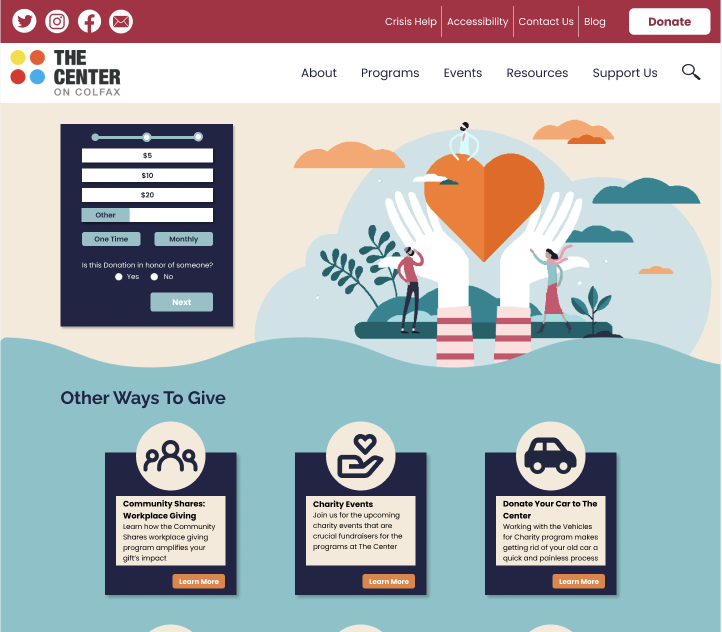 Crisis Help
Accessibility
Contact Us
Blog
Donate
THE
CENTER
ON COLFAX
About
Programs
Events
Resources
Support Us
$5
$10
$20
Other
One Time
Monthly
Is this Donation in honor of someone?
Yes
No
Next
Other Ways To Give
Community Shares:
Workplace Giving
Learn how the Community
Shares workplace giving
program amplifies your
gift's impact
Learn More
Charity Events
Join us for the upcoming
charity events that are
crucial fundraisers for the
programs at The Center
Learn More
Donate Your Car to The
Center
Working with the Vehicles
for Charity program makes
getting rid of your old car a
quick and painless process
Learn More